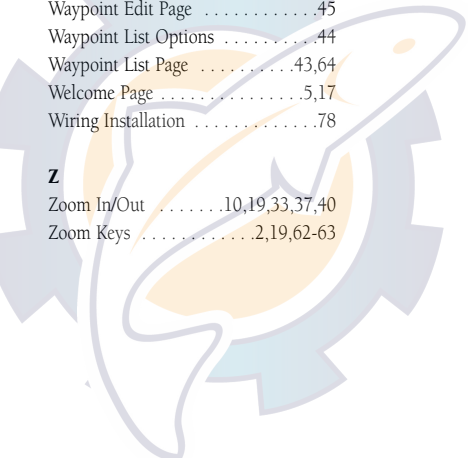 Waypoint Edit Page . . . . . . . . . . . .45
Waypoint List Options . . . . . . . . . .44
Waypoint List Page . . . . . . . . . .43,64
Welcome Page . . . . . . . . . . . . . . .5,17
Wiring Installation . . . . . . . . . . . . .78
Z
Zoom In/Out . . . . . . .10,19,33,37,40
Zoom Keys . . . . . . . . . . . .2,19,62-63